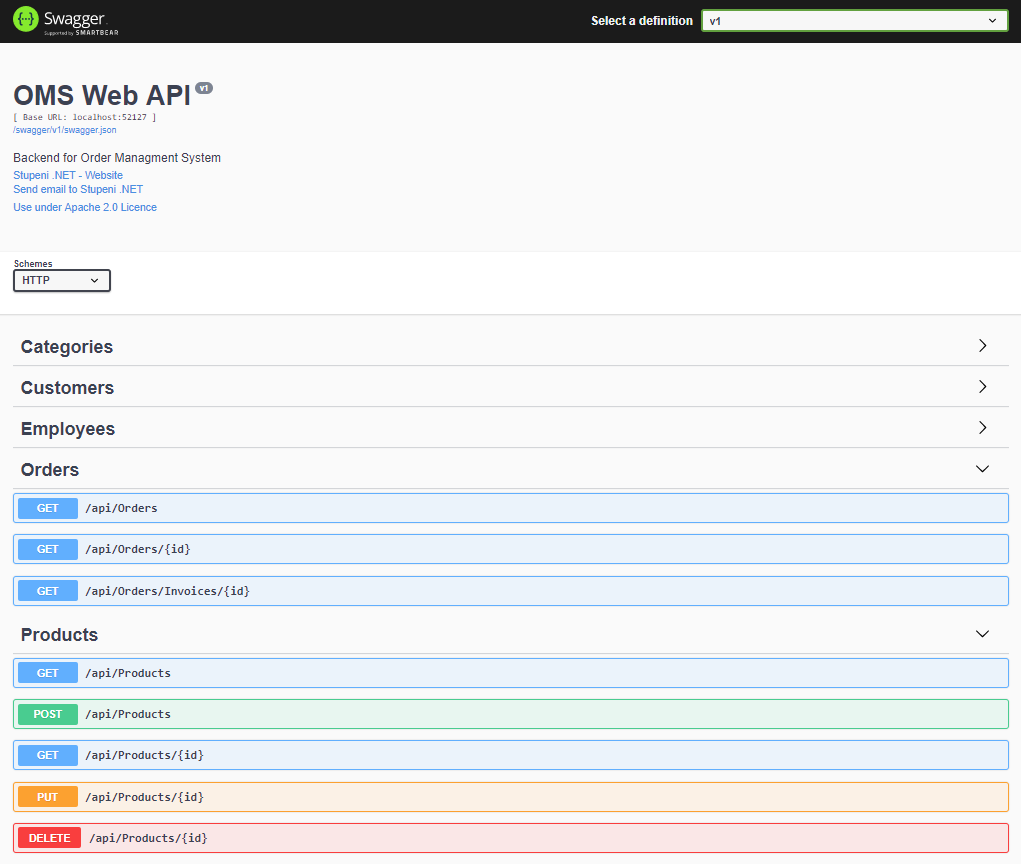 Swagger
Supported by SMARTBEAR
Select a definition
v1
OMS Web API v1
[ Base URL: localhost:52127 ]
/swagger/v1/swagger.json
Backend for Order Managment System
Stupeni .NET - Website
Send email to Stupeni .NET
Use under Apache 2.0 Licence
Schemes
HTTP
Categories
Customers
Employees
Orders
GET /api/Orders
GET /api/Orders/{id}
GET /api/Orders/Invoices/{id}
Products
GET /api/Products
POST /api/Products
GET /api/Products/{id}
PUT /api/Products/{id}
DELETE /api/Products/{id}